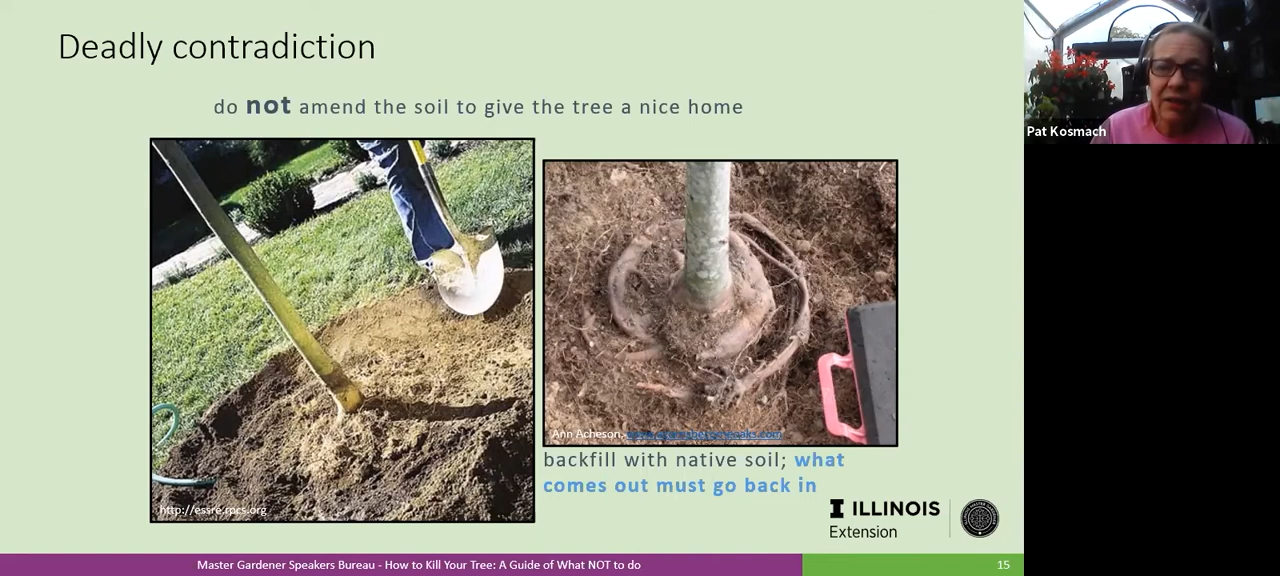 Deadly contradiction
do not amend the soil to give the tree a nice home
Pat Kosmach
http://essre.rpcs.org
Ann Acheson,
backfill with native soil; what
comes out must go back in
ILLINOIS
Extension
Master Gardener Speakers Bureau - How to Kill Your Tree: A Guide of What NOT to do
15